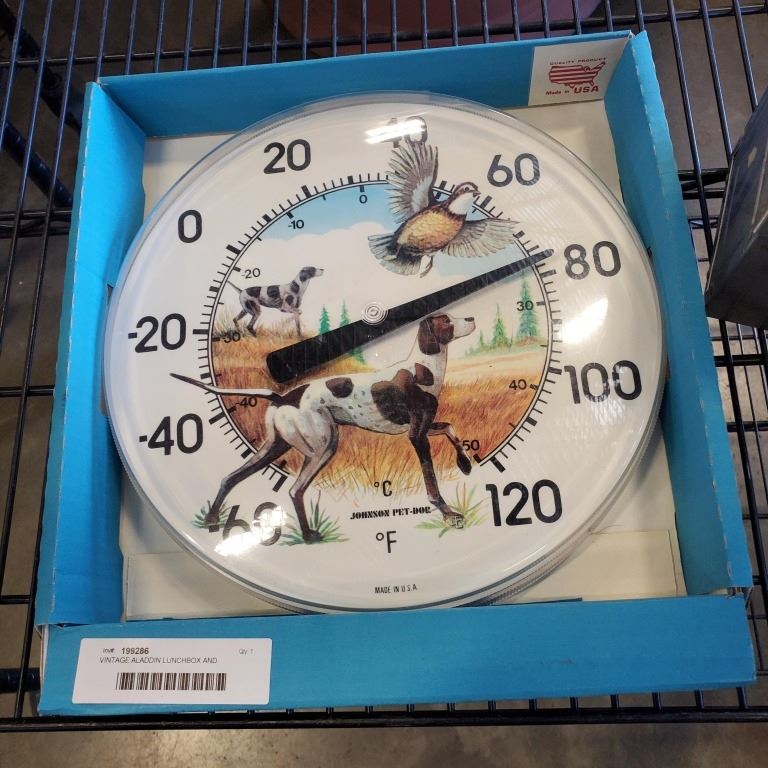 QUALITY PRODUCT
Made in USA
40
20
60
0
0
-10
-20
80
-20
30
-30
100
40
-40
-40
50
-60
120
°C
JOHNSON PET-DOR
°F
MADE IN U.S.A
Inv#: 199286 Qty: 1
VINTAGE ALADDIN LUNCHBOX AND